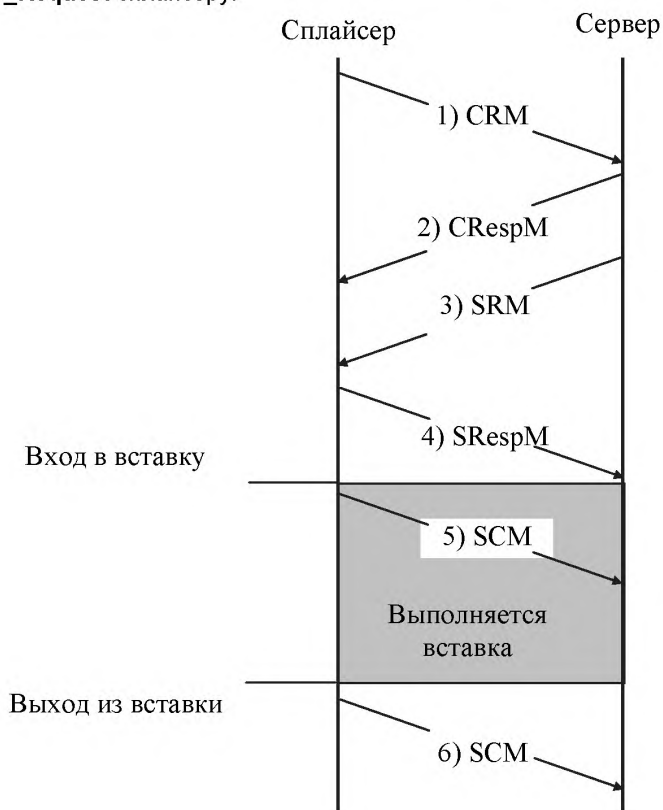 Сплайсер
Сервер
1) CRM
2) CRespM
3) SRM
4) SRespM
Вход в вставку
5) SCM
Выполняется
вставка
Выход из вставки
6) SCM